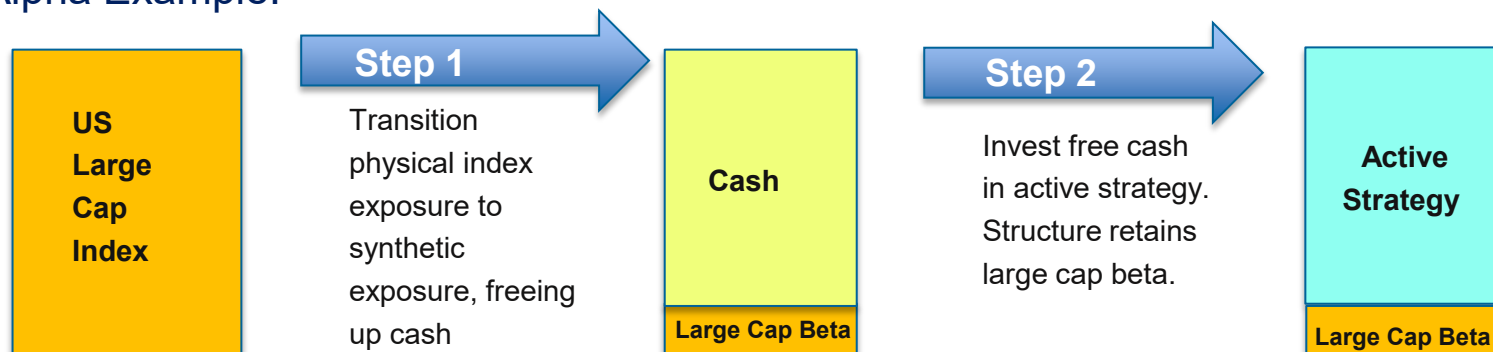 Example:
US
Large
Cap
Index
Step 1
Transition
physical index
exposure to
synthetic
exposure, freeing
up cash
Cash
Large Cap Beta
Step 2
Invest free cash
in active strategy.
Structure retains
large cap beta.
Active
Strategy
Large Cap Beta